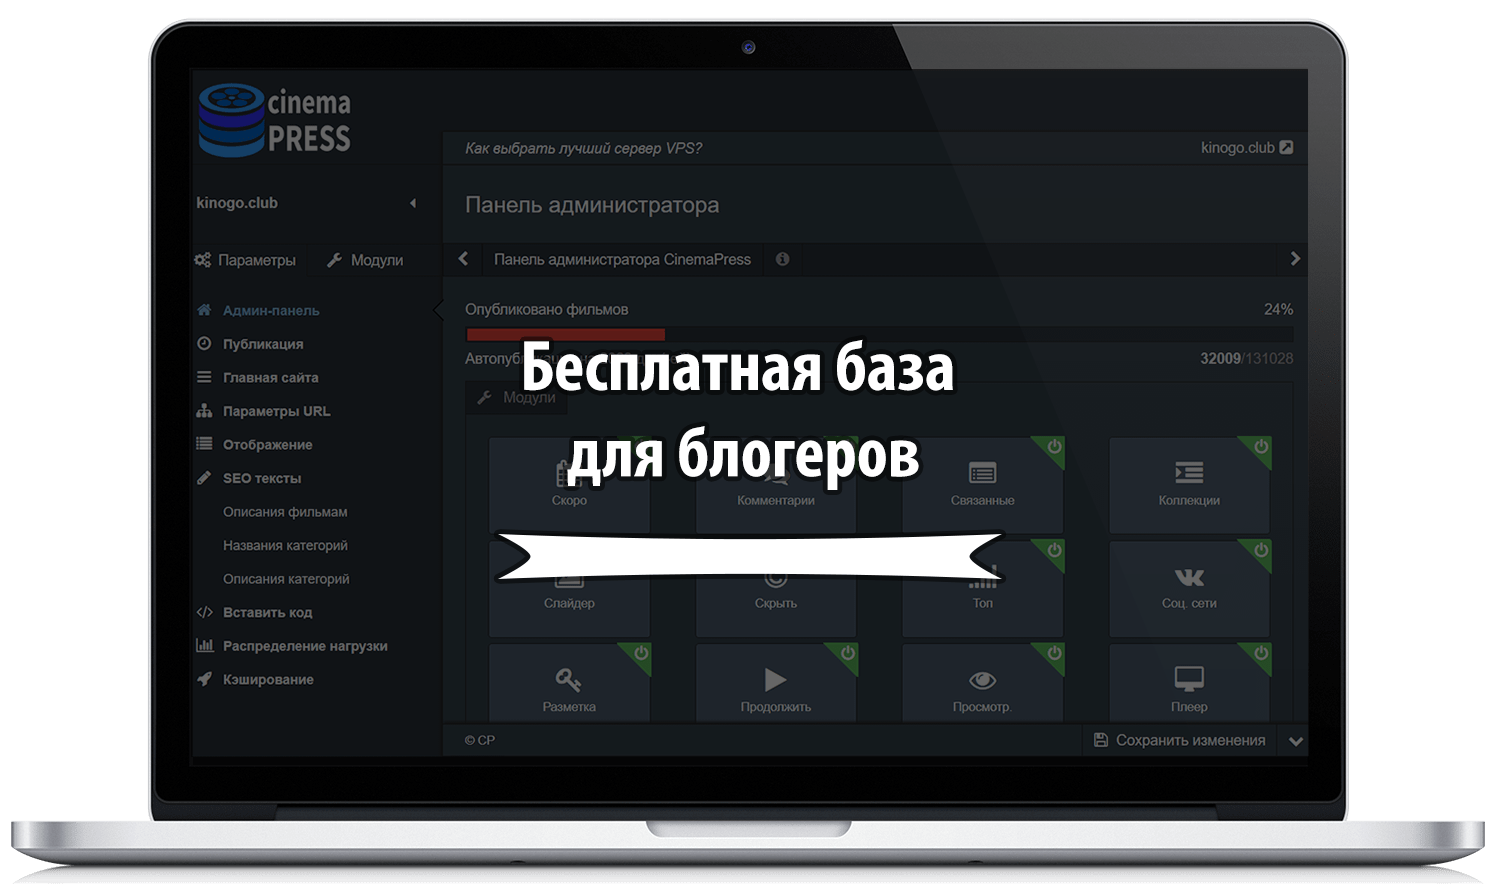 cinema
PRESS
Как выбрать лучший сервер VPS?
kinogo.club
kinogo.club
Панель администратора
Параметры
Модули
Панель администратора CinemaPress
Админ-панель
Публикация
Главная сайта
Параметры URL
Отображение
SEO тексты
Описания фильмам
Названия категорий
Описания категорий
Вставить код
Распределение нагрузки
Кэширование
Опубликовано фильмов
24%
32009/131028
Бесплатная база
для блогеров
Модули
Скоро
Комментарии
Связанные
Коллекции
Слайдер
Скрыть
Топ
Соц. сети
Разметка
Продолжить
Просмотр.
Плеер
© CP
Сохранить изменения